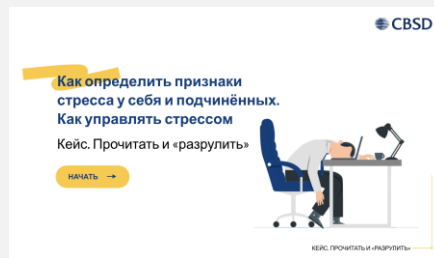 CBSD
Как определить признаки
стресса у себя и подчинённых.
Как управлять стрессом
Кейс. Прочитать и «разрулить»
НАЧАТЬ →
КЕЙС. ПРОЧИТАТЬ И «РАЗРУЛИТЬ»